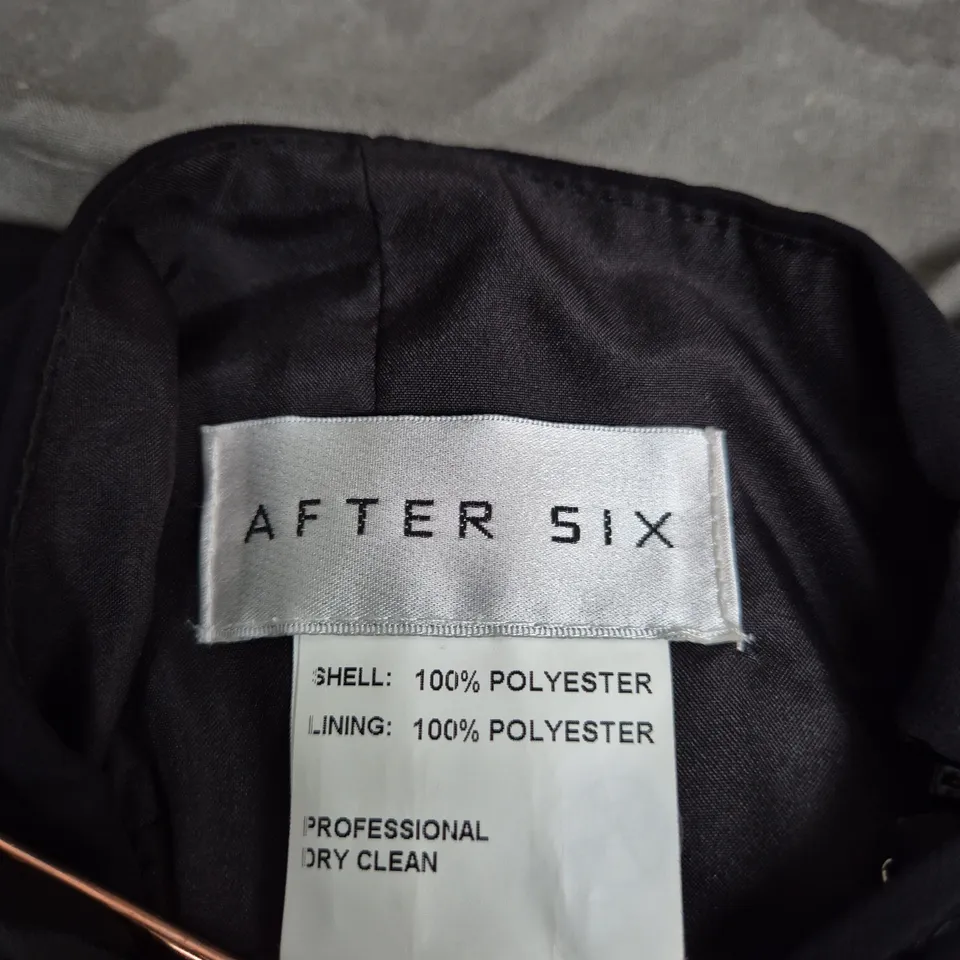 AFTER SIX
SHELL: 100% POLYESTER
LINING: 100% POLYESTER
PROFESSIONAL
DRY CLEAN